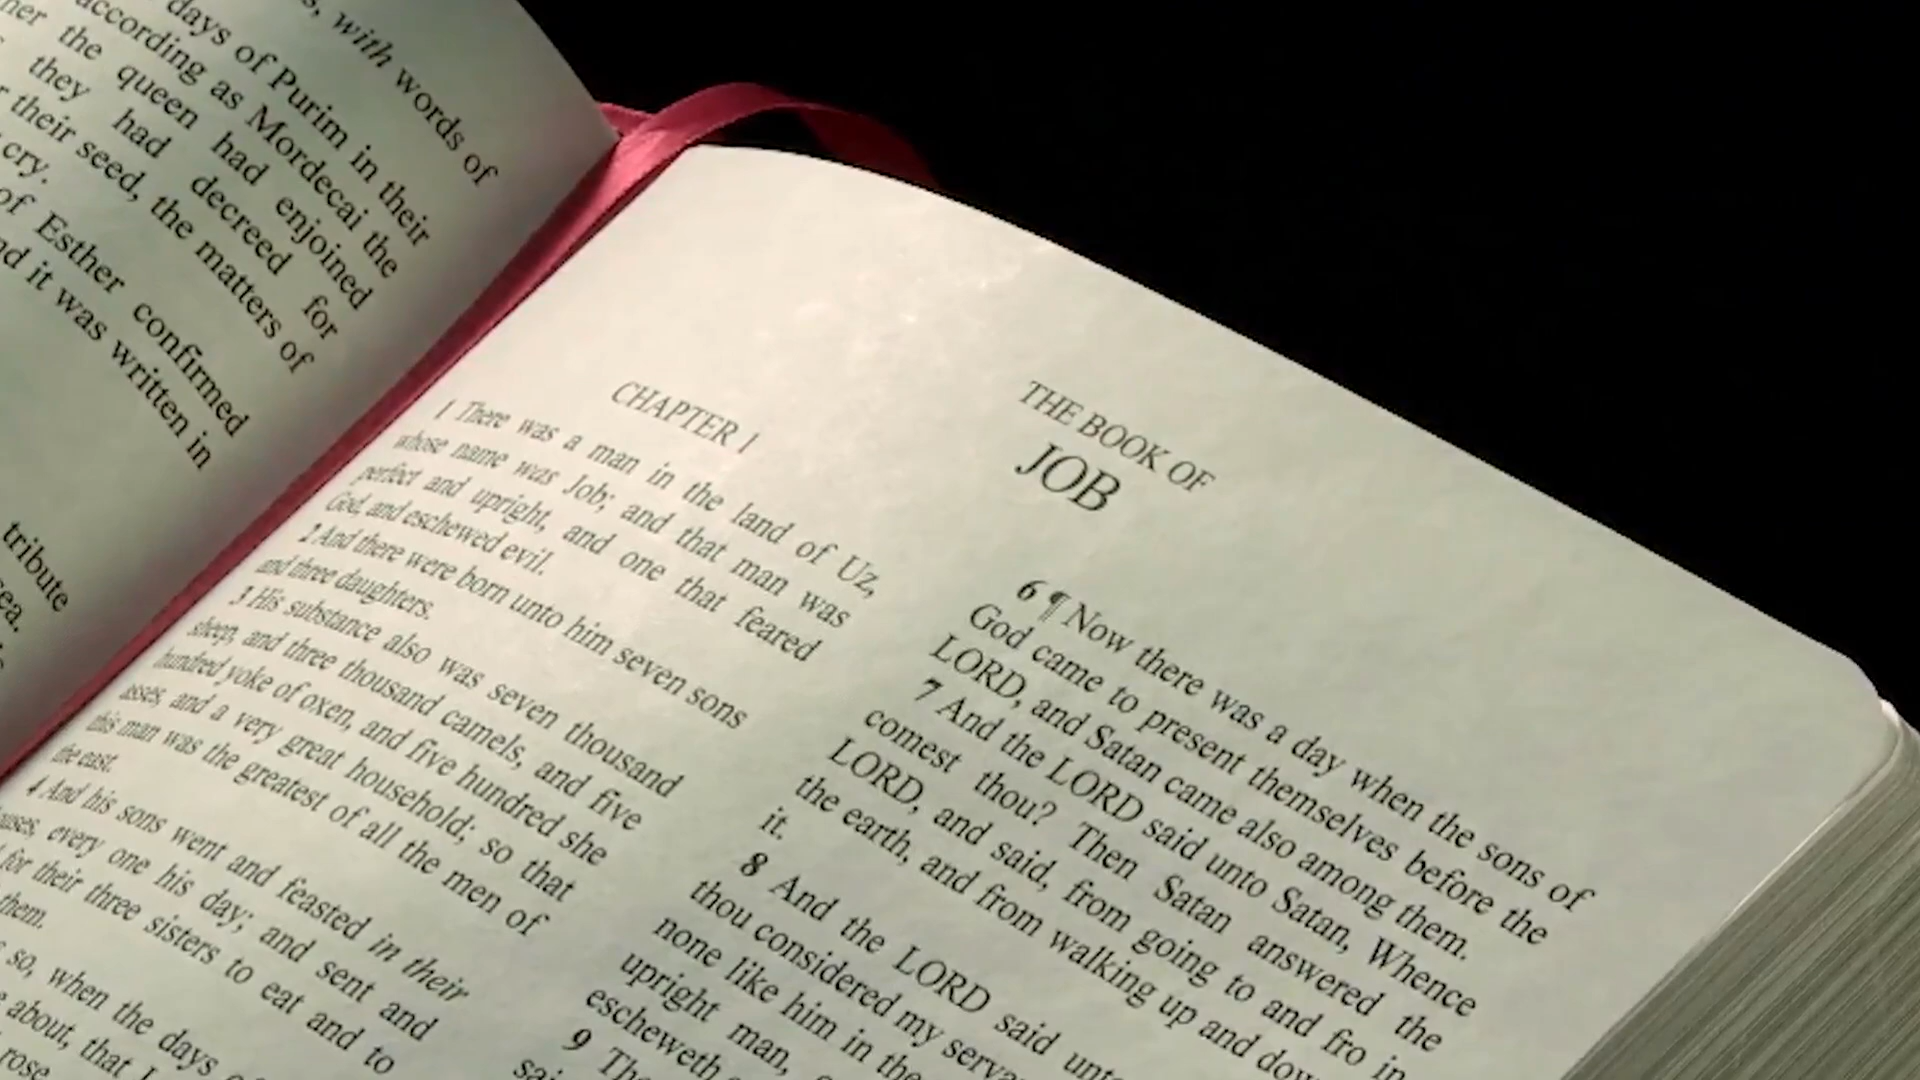 with words of
days of Purim in their
according as Mordecai the
the queen had enjoined
they had decreed for
their seed, the matters of
cry.
of Esther confirmed
it was written in
tribute
THE BOOK OF
JOB
CHAPTER 1
1 There was a man in the land of Uz,
whose name was Job; and that man was
perfect and upright, and one that feared
God, and eschewed evil.
2 And there were born unto him seven sons
and three daughters.
3 His substance also was seven thousand
sheep, and three thousand camels, and five
hundred yoke of oxen, and five hundred she
asses, and a very great household; so that
this man was the greatest of all the men of
the east.
4 And his sons went and feasted in their
every one his day; and sent and
for their three sisters to eat and to
them.
so, when the days
about, that
rose
6 ¶ Now there was a day when the sons of
God came to present themselves before the
LORD, and Satan came also among them.
7 And the LORD said unto Satan, Whence
comest thou? Then Satan answered the
LORD, and said, from going to and fro in
the earth, and from walking up and
it.
8 And the LORD said
thou considered my
none like him in the
upright man,
escheweth
9